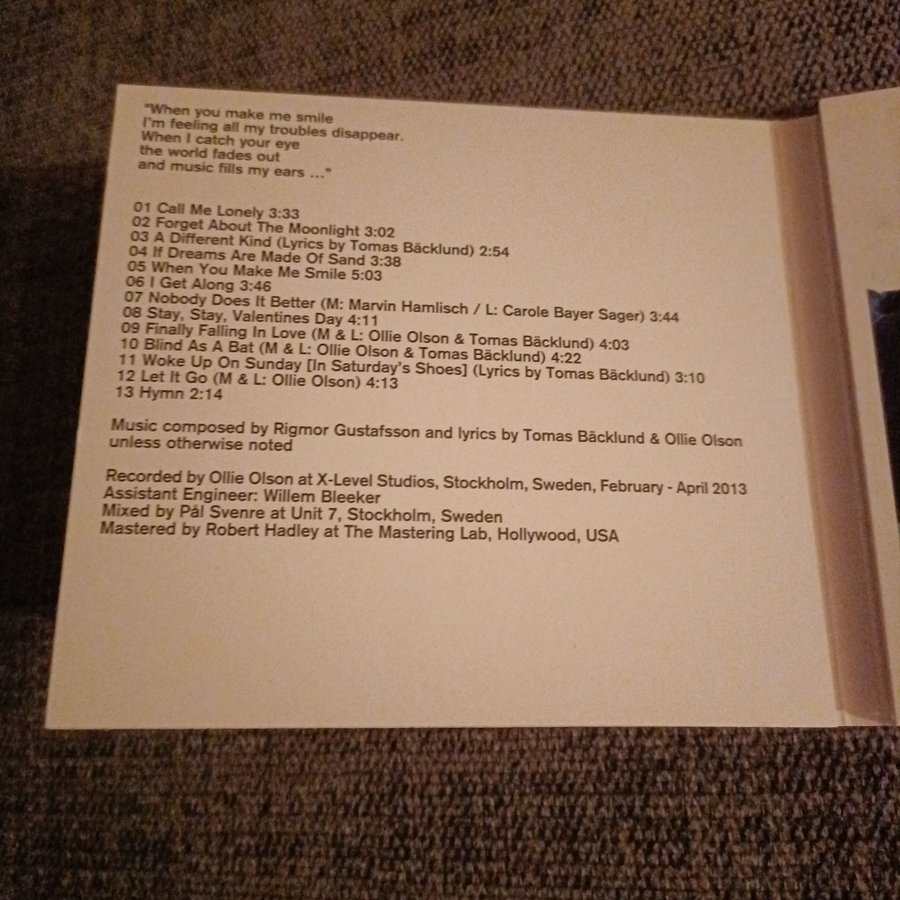 "When you make me smile
I'm feeling all my troubles disappear.
When I catch your eye
the world fades out
and music fills my ears ..."
01 Call Me Lonely 3:33
02 Forget About The Moonlight 3:02
03 A Different Kind (Lyrics by Tomas Bäcklund) 2:54
04 If Dreams Are Made Of Sand 3:38
05 When You Make Me Smile 5:03
06 I Get Along 3:46
07 Nobody Does It Better (M: Marvin Hamlisch / L: Carole Bayer Sager) 3:44
08 Stay, Stay, Valentines Day 4:11
09 Finally Falling In Love (M & L: Ollie Olson & Tomas Bäcklund) 4:03
10 Blind As A Bat (M & L: Ollie Olson & Tomas Bäcklund) 4:22
11 Woke Up On Sunday [In Saturday's Shoes] (Lyrics by Tomas Bäcklund) 3:10
12 Let It Go (M & L: Ollie Olson) 4:13
13 Hymn 2:14
Music composed by Rigmor Gustafsson and lyrics by Tomas Bäcklund & Ollie Olson
unless otherwise noted
Recorded by Ollie Olson at X-Level Studios, Stockholm, Sweden, February - April 2013
Assistant Engineer: Willem Bleeker
Mixed by Pål Svenre at Unit 7, Stockholm, Sweden
Mastered by Robert Hadley at The Mastering Lab, Hollywood, USA